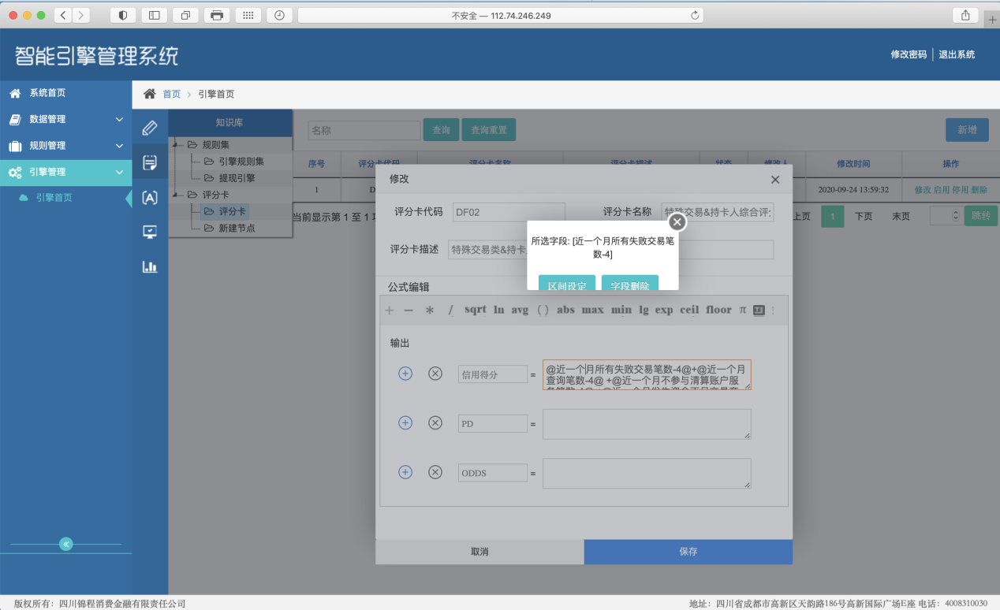 不安全 — 112.74.246.249
智能引擎管理系统
修改密码 | 退出系统
系统首页
数据管理
规则管理
引擎管理
引擎首页
首页 > 引擎首页
知识库
规则集
引擎规则集
提现引擎
评分卡
评分卡
新建节点
名称 查询 查询重置 新增
序号 评分卡代码 评分卡名称 评分卡描述 状态 修改人 修改时间 操作
1 D 2020-09-24 13:59:32 修改 启用 停用 删除
当前显示第 1 至 1 上页 1 下页 末页 跳转
修改
评分卡代码 DF02 评分卡名称 特殊交易&持卡人综合评
所选字段: [近一个月所有失败交易笔
数-4]
区间设定 字段删除
评分卡描述 特殊交易类&持卡
公式编辑
+ — * / sqrt ln avg ( ) abs max min lg exp ceil floor π
输出
信用得分 = @近一个月所有失败交易笔数-4@+@近一个月
查询笔数-4@ +@近一个月不参与清算账户服
PD =
ODDS =
取消 保存
版权所有：四川锦程消费金融有限责任公司
地址：四川省成都市高新区天韵路186号高新国际广场E座 电话：4008310030